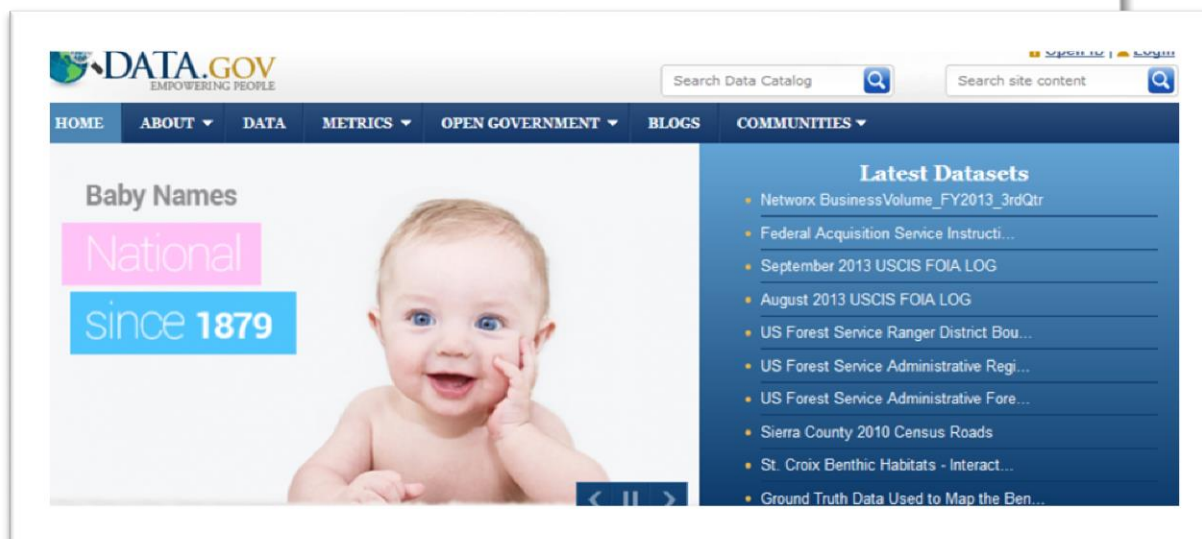 Open ID | Login
DATA.GOV
EMPOWERING PEOPLE
Search Data Catalog
Search site content
HOME ABOUT DATA METRICS OPEN GOVERNMENT BLOGS COMMUNITIES
Baby Names
National
since 1879
Latest Datasets
Networx BusinessVolume_FY2013_3rdQtr
Federal Acquisition Service Instructi...
September 2013 USCIS FOIA LOG
August 2013 USCIS FOIA LOG
US Forest Service Ranger District Bou...
US Forest Service Administrative Regi...
US Forest Service Administrative Fore...
Sierra County 2010 Census Roads
St. Croix Benthic Habitats - Interact...
Ground Truth Data Used to Map the Ben...